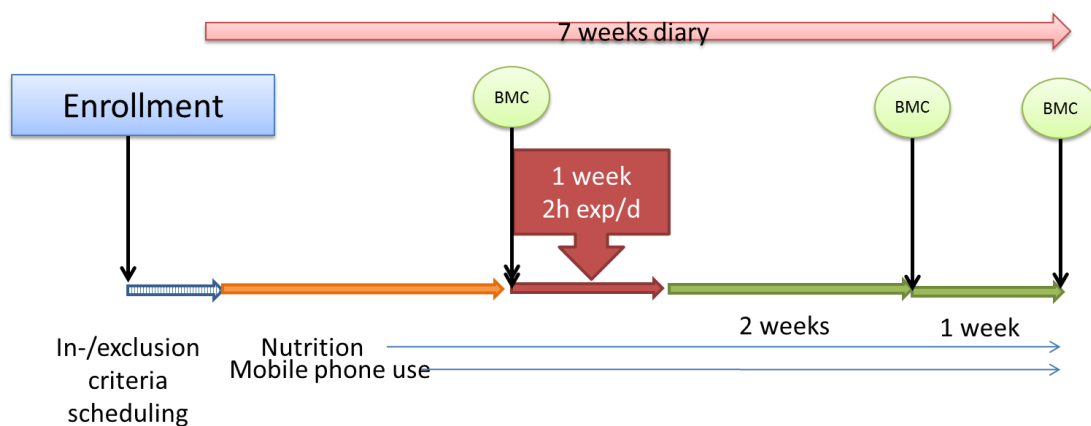 7 weeks diary
Enrollment
BMC
BMC
BMC
1 week
2h exp/d
2 weeks
1 week
In-/exclusion
criteria
scheduling
Nutrition
Mobile phone use